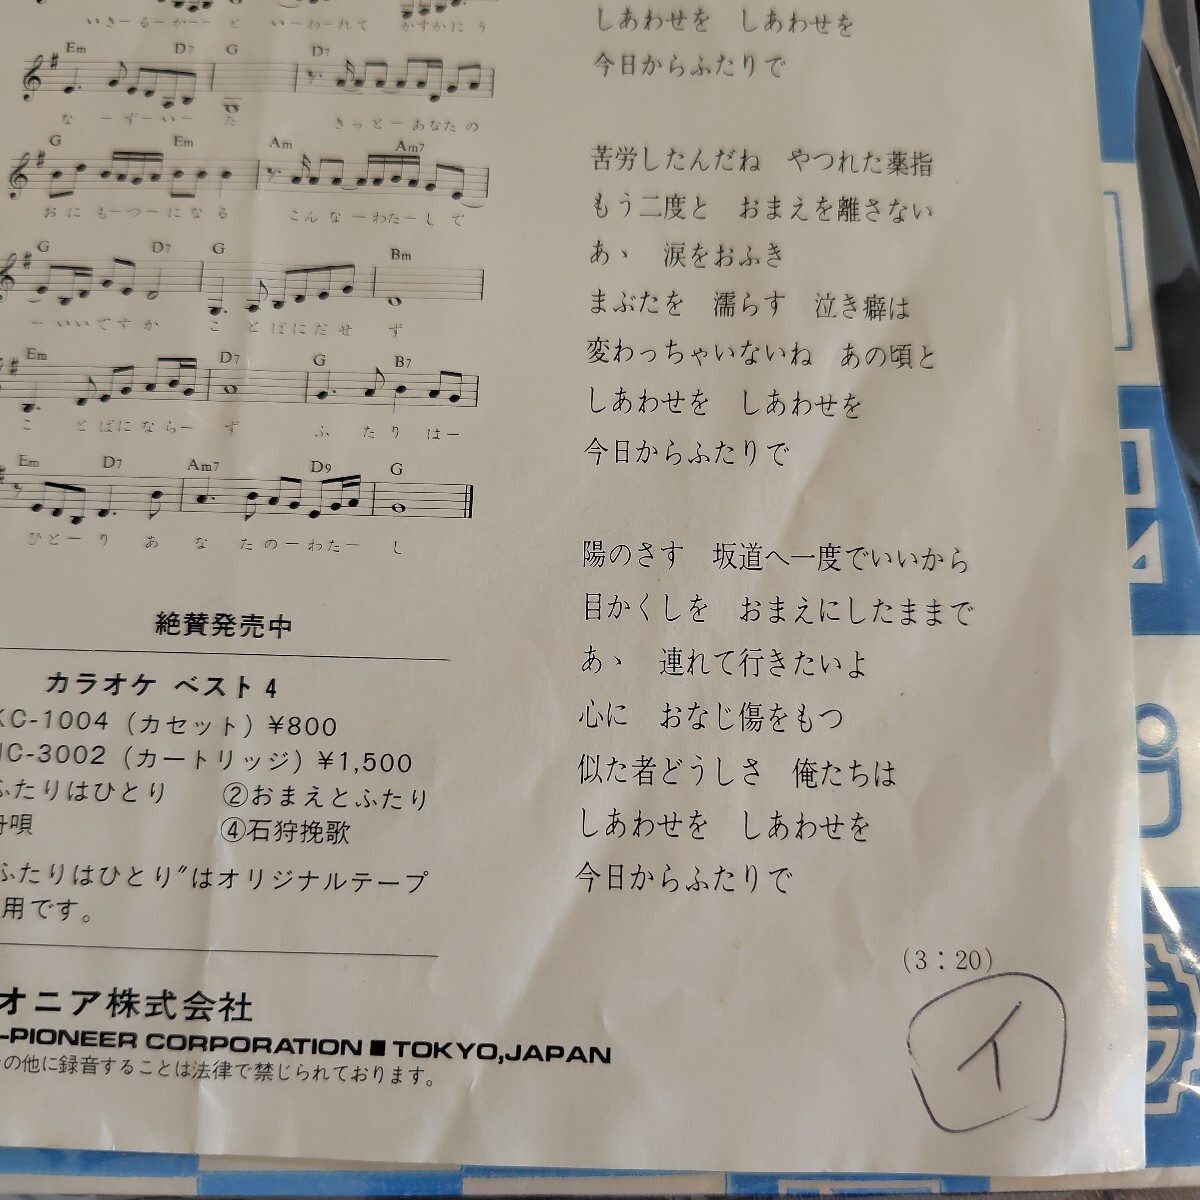 いきーるーかーーと いーわーれて かすかにう
Em D7 G D7
なーずーいーた きっとーあなたの
G Em Am Am7
おにもーつーになる こんなーわたーしで
G D7 G Bm
ーいいですか ことばにだせず
Em D7 G B7
ことばにならーず ふたりはー
Em D7 Am7 D9 G
ひとーりあなたのーわたーし
絶賛発売中
カラオケ ベスト4
KC-1004（カセット）¥800
JC-3002（カートリッジ）¥1,500
ふたりはひとり ②おまえとふたり
舟唄 ④石狩挽歌
ふたりはひとり〞はオリジナルテープ
用です。
オニア株式会社
-PIONEER CORPORATION ■ TOKYO,JAPAN
の他に録音することは法律で禁じられております。
しあわせを しあわせを
今日からふたりで
苦労したんだね やつれた薬指
もう二度と おまえを離さない
あゝ 涙をおふき
まぶたを 濡らす 泣き癖は
変わっちゃいないね あの頃と
しあわせを しあわせを
今日からふたりで
陽のさす 坂道へ一度でいいから
目かくしを おまえにしたままで
あゝ 連れて行きたいよ
心に おなじ傷をもつ
似た者どうしさ 俺たちは
しあわせを しあわせを
今日からふたりで
(3：20)
イ